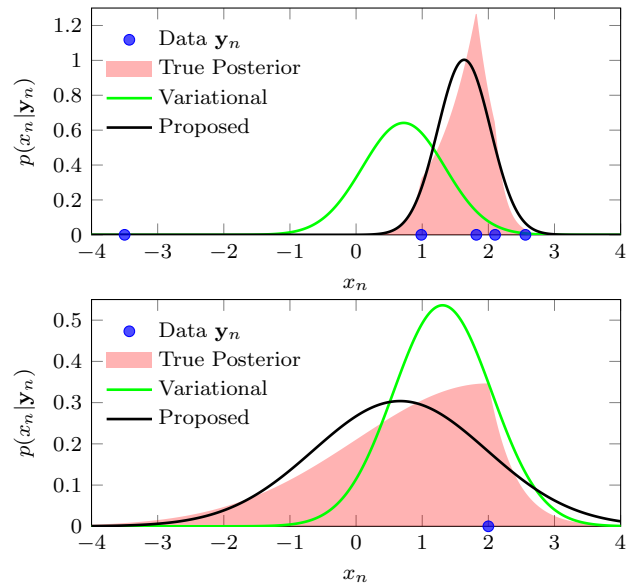 1.2
1
0.8
0.6
0.4
0.2
0
p(xₙ|𝐲ₙ)
Data 𝐲ₙ
True Posterior
Variational
Proposed
−4 −3 −2 −1 0 1 2 3 4
xₙ
0.5
0.4
0.3
0.2
0.1
0
p(xₙ|𝐲ₙ)
Data 𝐲ₙ
True Posterior
Variational
Proposed
−4 −3 −2 −1 0 1 2 3 4
xₙ